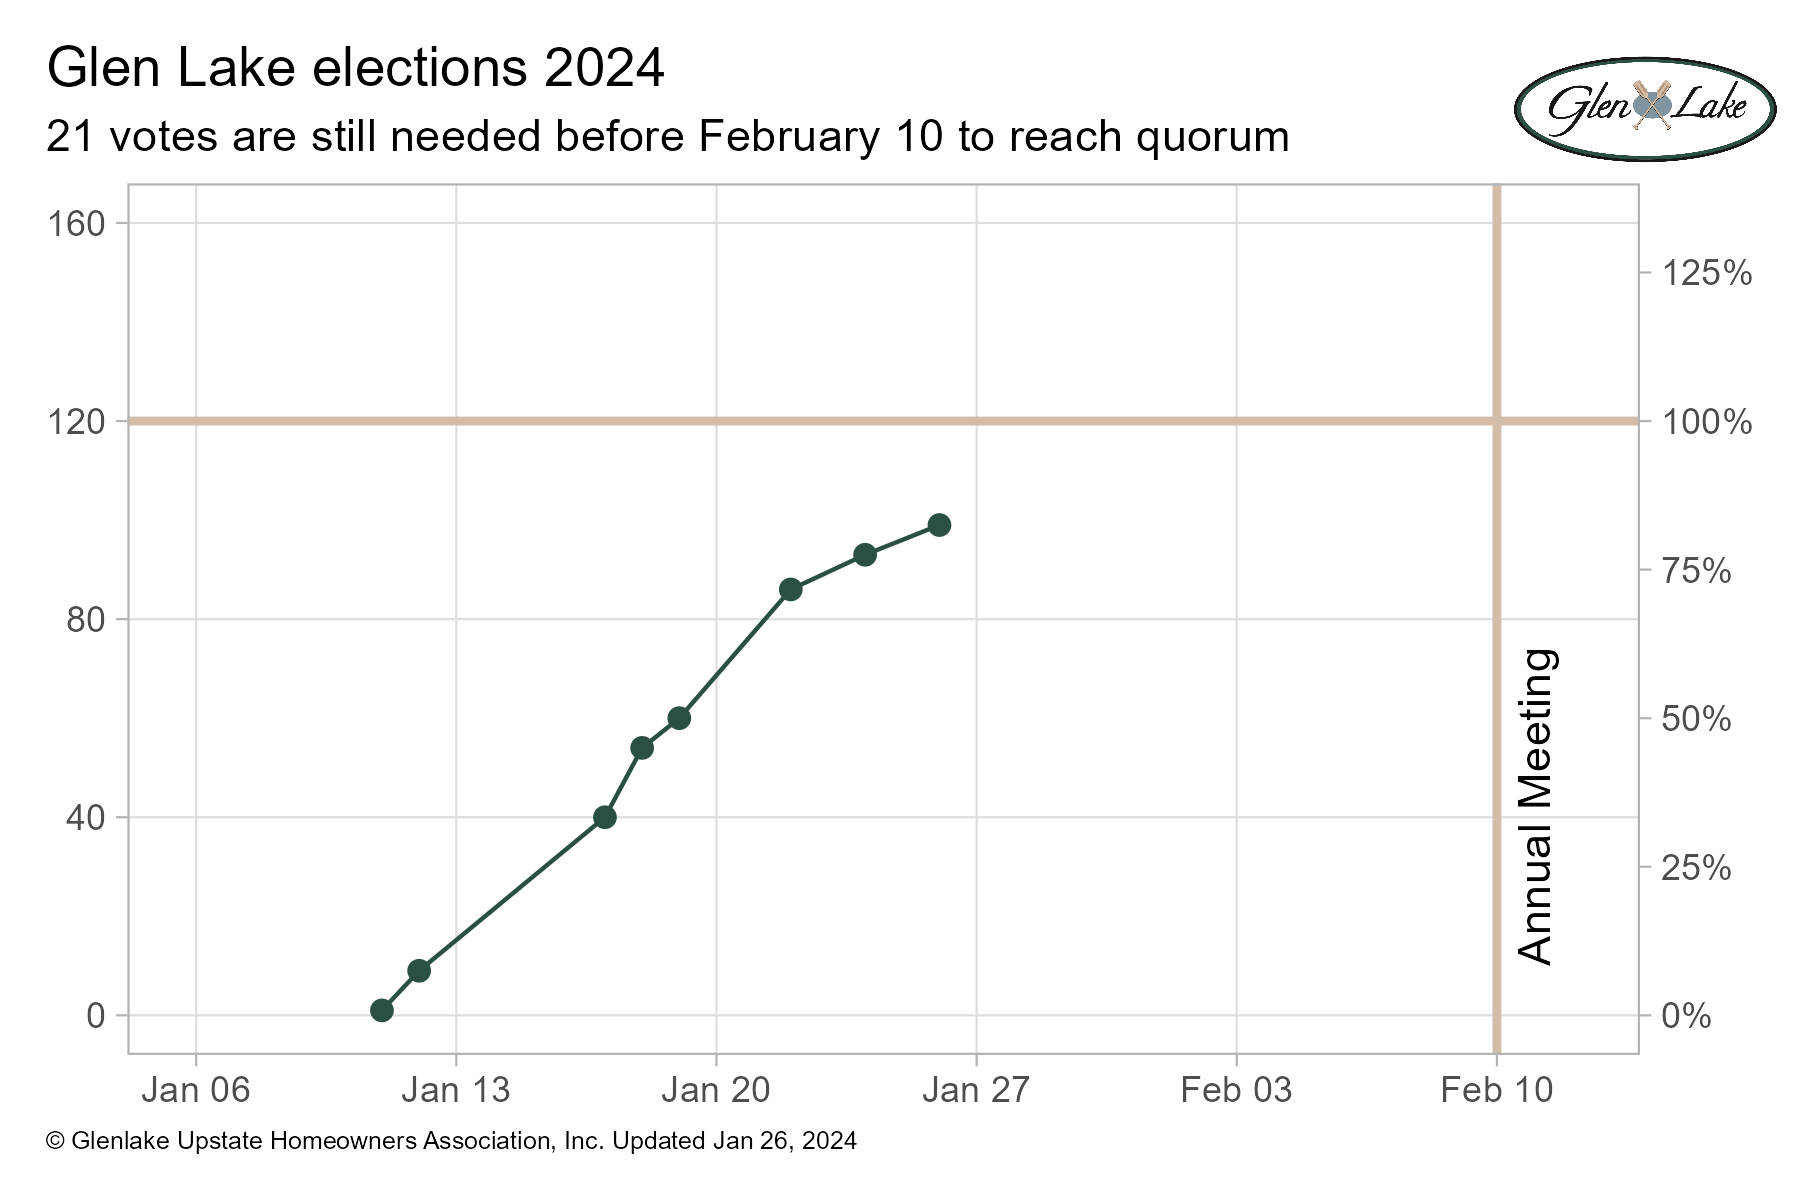 Glen Lake elections 2024
21 votes are still needed before February 10 to reach quorum
Glen Lake
160
120
80
40
0
125%
100%
75%
50%
25%
0%
Annual Meeting
Jan 06
Jan 13
Jan 20
Jan 27
Feb 03
Feb 10
© Glenlake Upstate Homeowners Association, Inc. Updated Jan 26, 2024